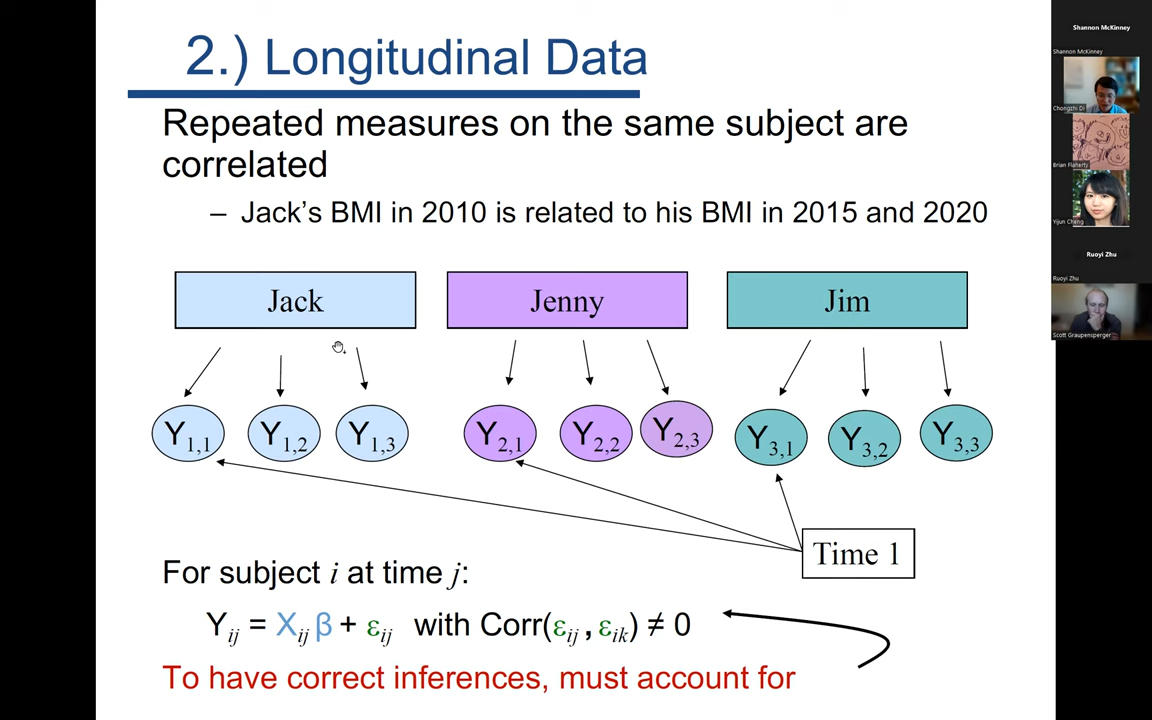 2.) Longitudinal Data
Repeated measures on the same subject are
correlated
– Jack's BMI in 2010 is related to his BMI in 2015 and 2020
Jack
Jenny
Jim
Y1,1
Y1,2
Y1,3
Y2,1
Y2,2
Y2,3
Y3,1
Y3,2
Y3,3
Time 1
For subject i at time j:
Yij = Xij β + εij with Corr(εij , εik) ≠ 0
To have correct inferences, must account for
Shannon McKinney
Shannon McKinney
Chongzhi Di
Brian Flaherty
Yijun Cheng
Ruoyi Zhu
Ruoyi Zhu
Scott Graupensperger